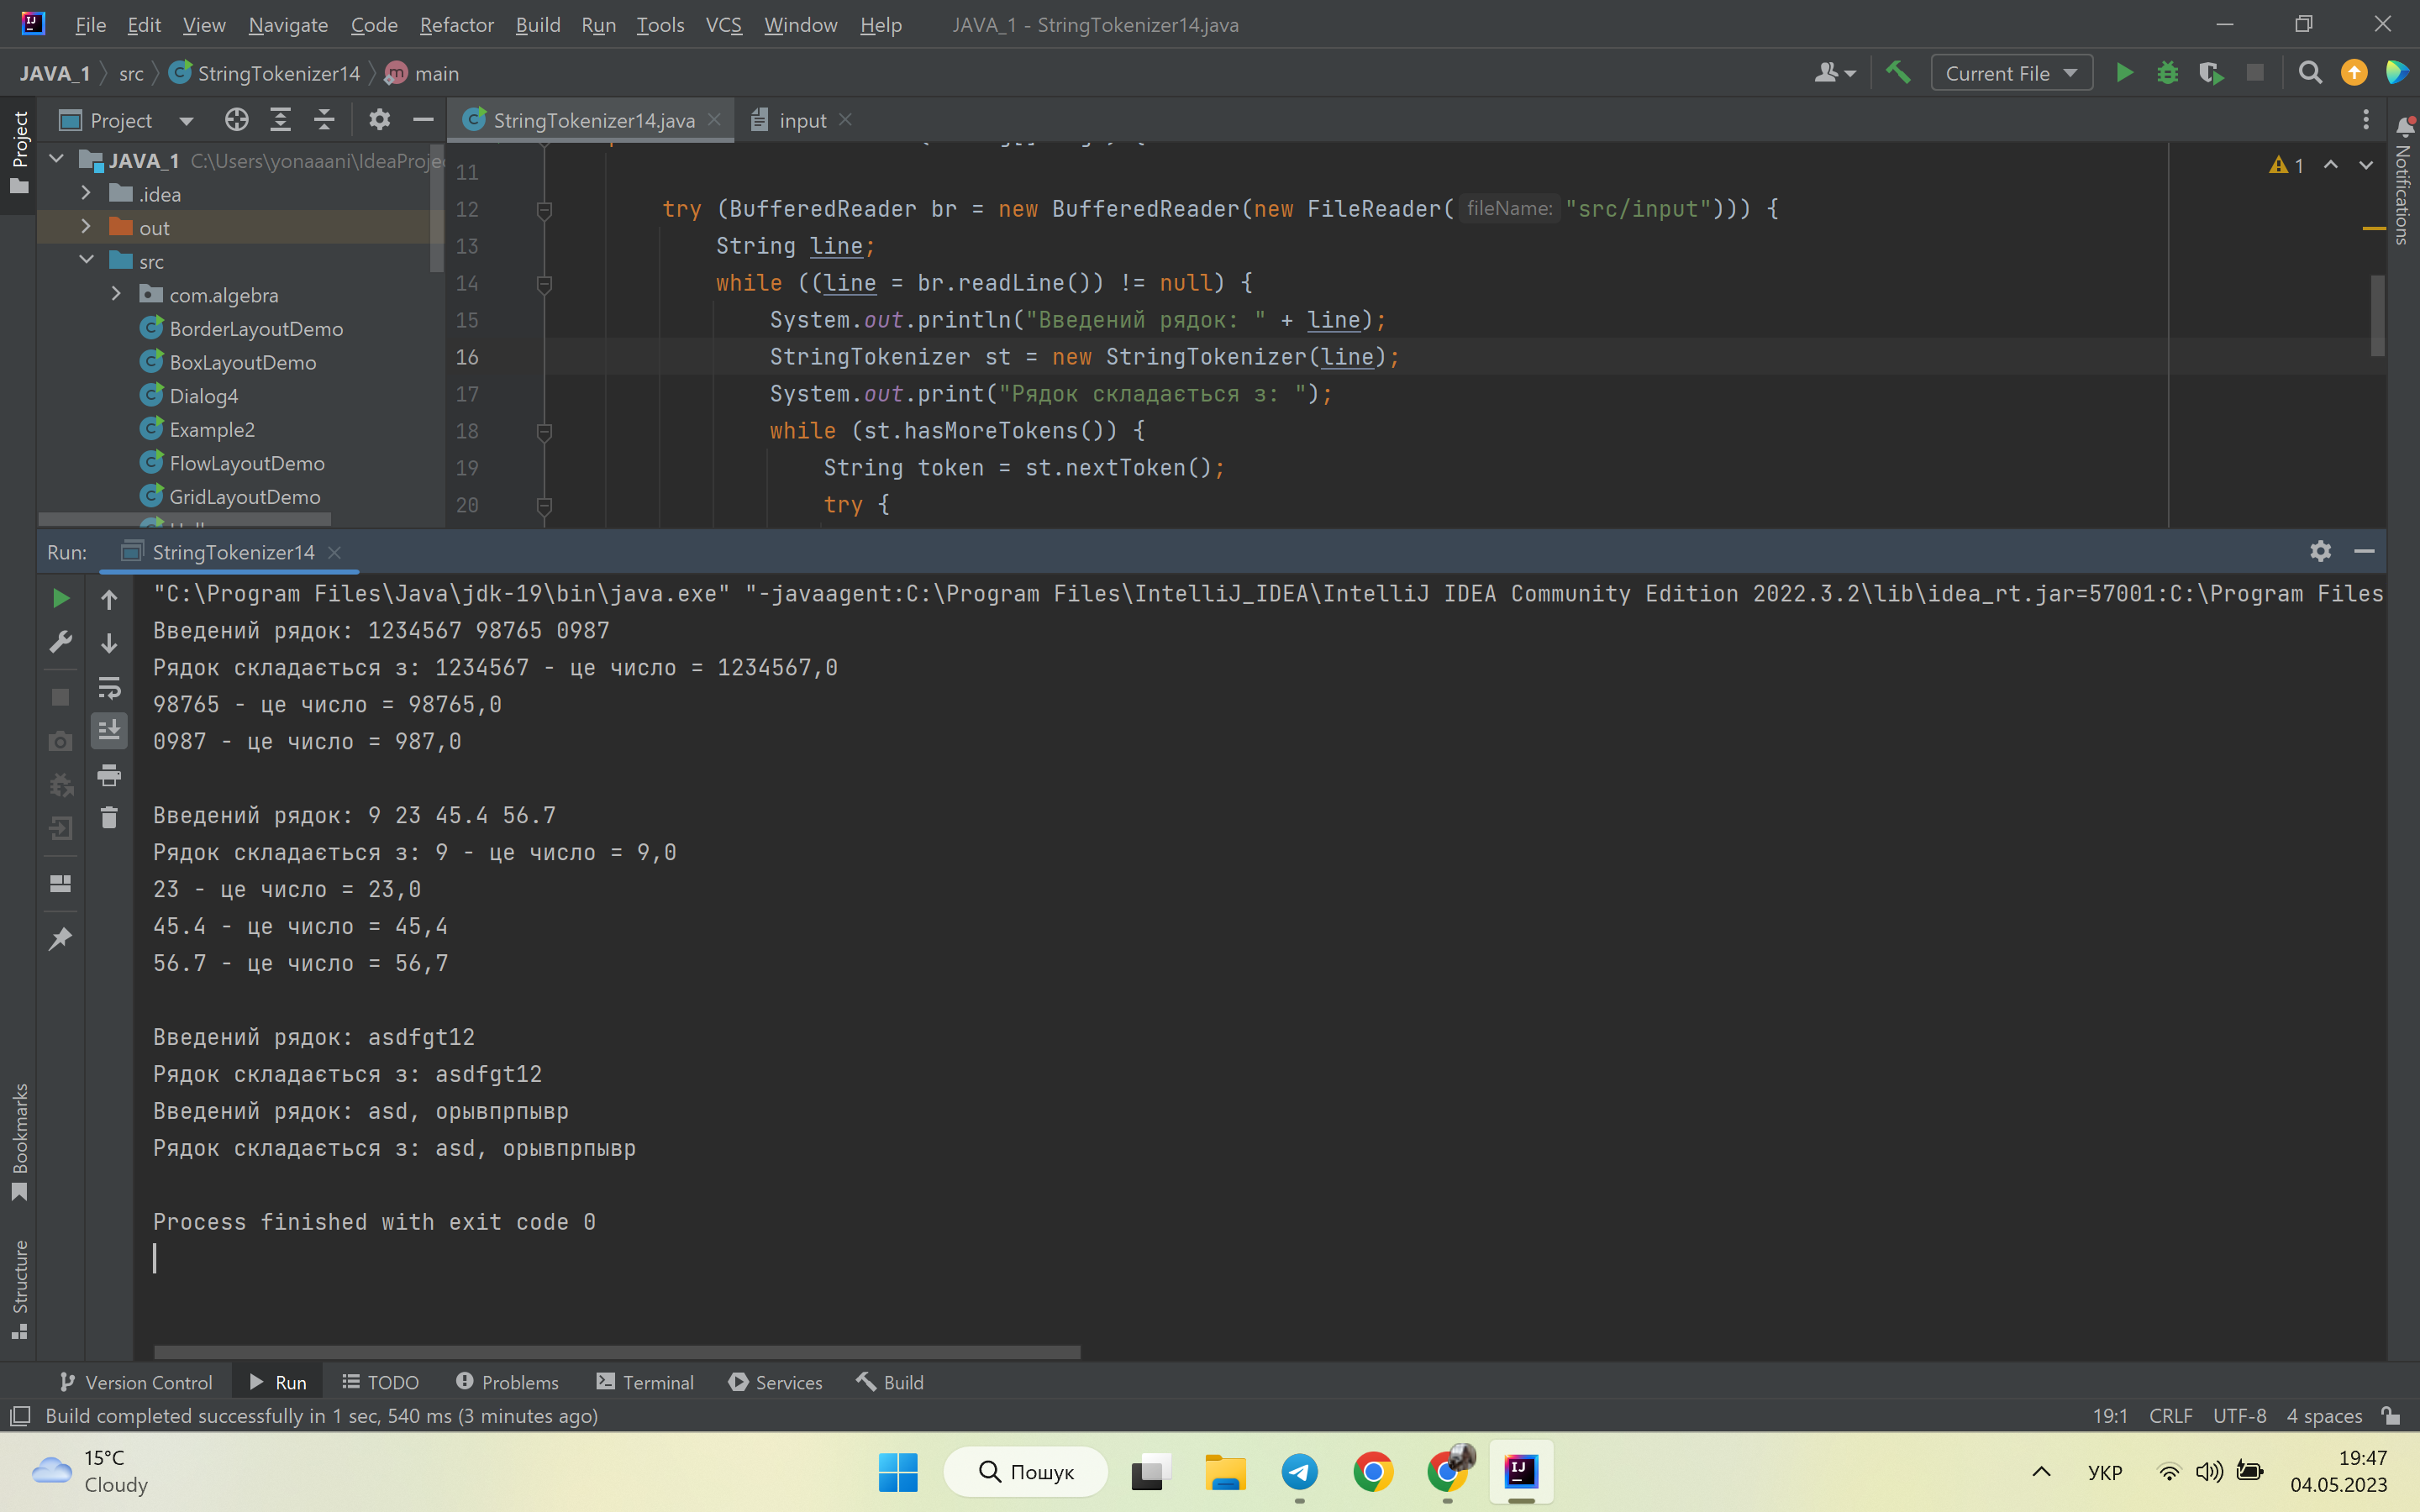 File Edit View Navigate Code Refactor Build Run Tools VCS Window Help JAVA_1 - StringTokenizer14.java
JAVA_1 src StringTokenizer14 main
Current File
Project
Project
StringTokenizer14.java
input
Notifications
JAVA_1 C:\Users\yonaaani\IdeaProje
.idea
out
src
com.algebra
BorderLayoutDemo
BoxLayoutDemo
Dialog4
Example2
FlowLayoutDemo
GridLayoutDemo
1
11
12 try (BufferedReader br = new BufferedReader(new FileReader( fileName: "src/input"))) {
13 String line;
14 while ((line = br.readLine()) != null) {
15 System.out.println("Введений рядок: " + line);
16 StringTokenizer st = new StringTokenizer(line);
17 System.out.print("Рядок складається з: ");
18 while (st.hasMoreTokens()) {
19 String token = st.nextToken();
20 try {
Run: StringTokenizer14
"C:\Program Files\Java\jdk-19\bin\java.exe" "-javaagent:C:\Program Files\IntelliJ_IDEA\IntelliJ IDEA Community Edition 2022.3.2\lib\idea_rt.jar=57001:C:\Program Files
Введений рядок: 1234567 98765 0987
Рядок складається з: 1234567 - це число = 1234567,0
98765 - це число = 98765,0
0987 - це число = 987,0
Введений рядок: 9 23 45.4 56.7
Рядок складається з: 9 - це число = 9,0
23 - це число = 23,0
45.4 - це число = 45,4
56.7 - це число = 56,7
Введений рядок: asdfgt12
Рядок складається з: asdfgt12
Введений рядок: asd, орывпрпывр
Рядок складається з: asd, орывпрпывр
Process finished with exit code 0
Bookmarks
Structure
Version Control Run TODO Problems Terminal Services Build
Build completed successfully in 1 sec, 540 ms (3 minutes ago)
19:1 CRLF UTF-8 4 spaces
15°C
Cloudy
Пошук
УКР
19:47
04.05.2023